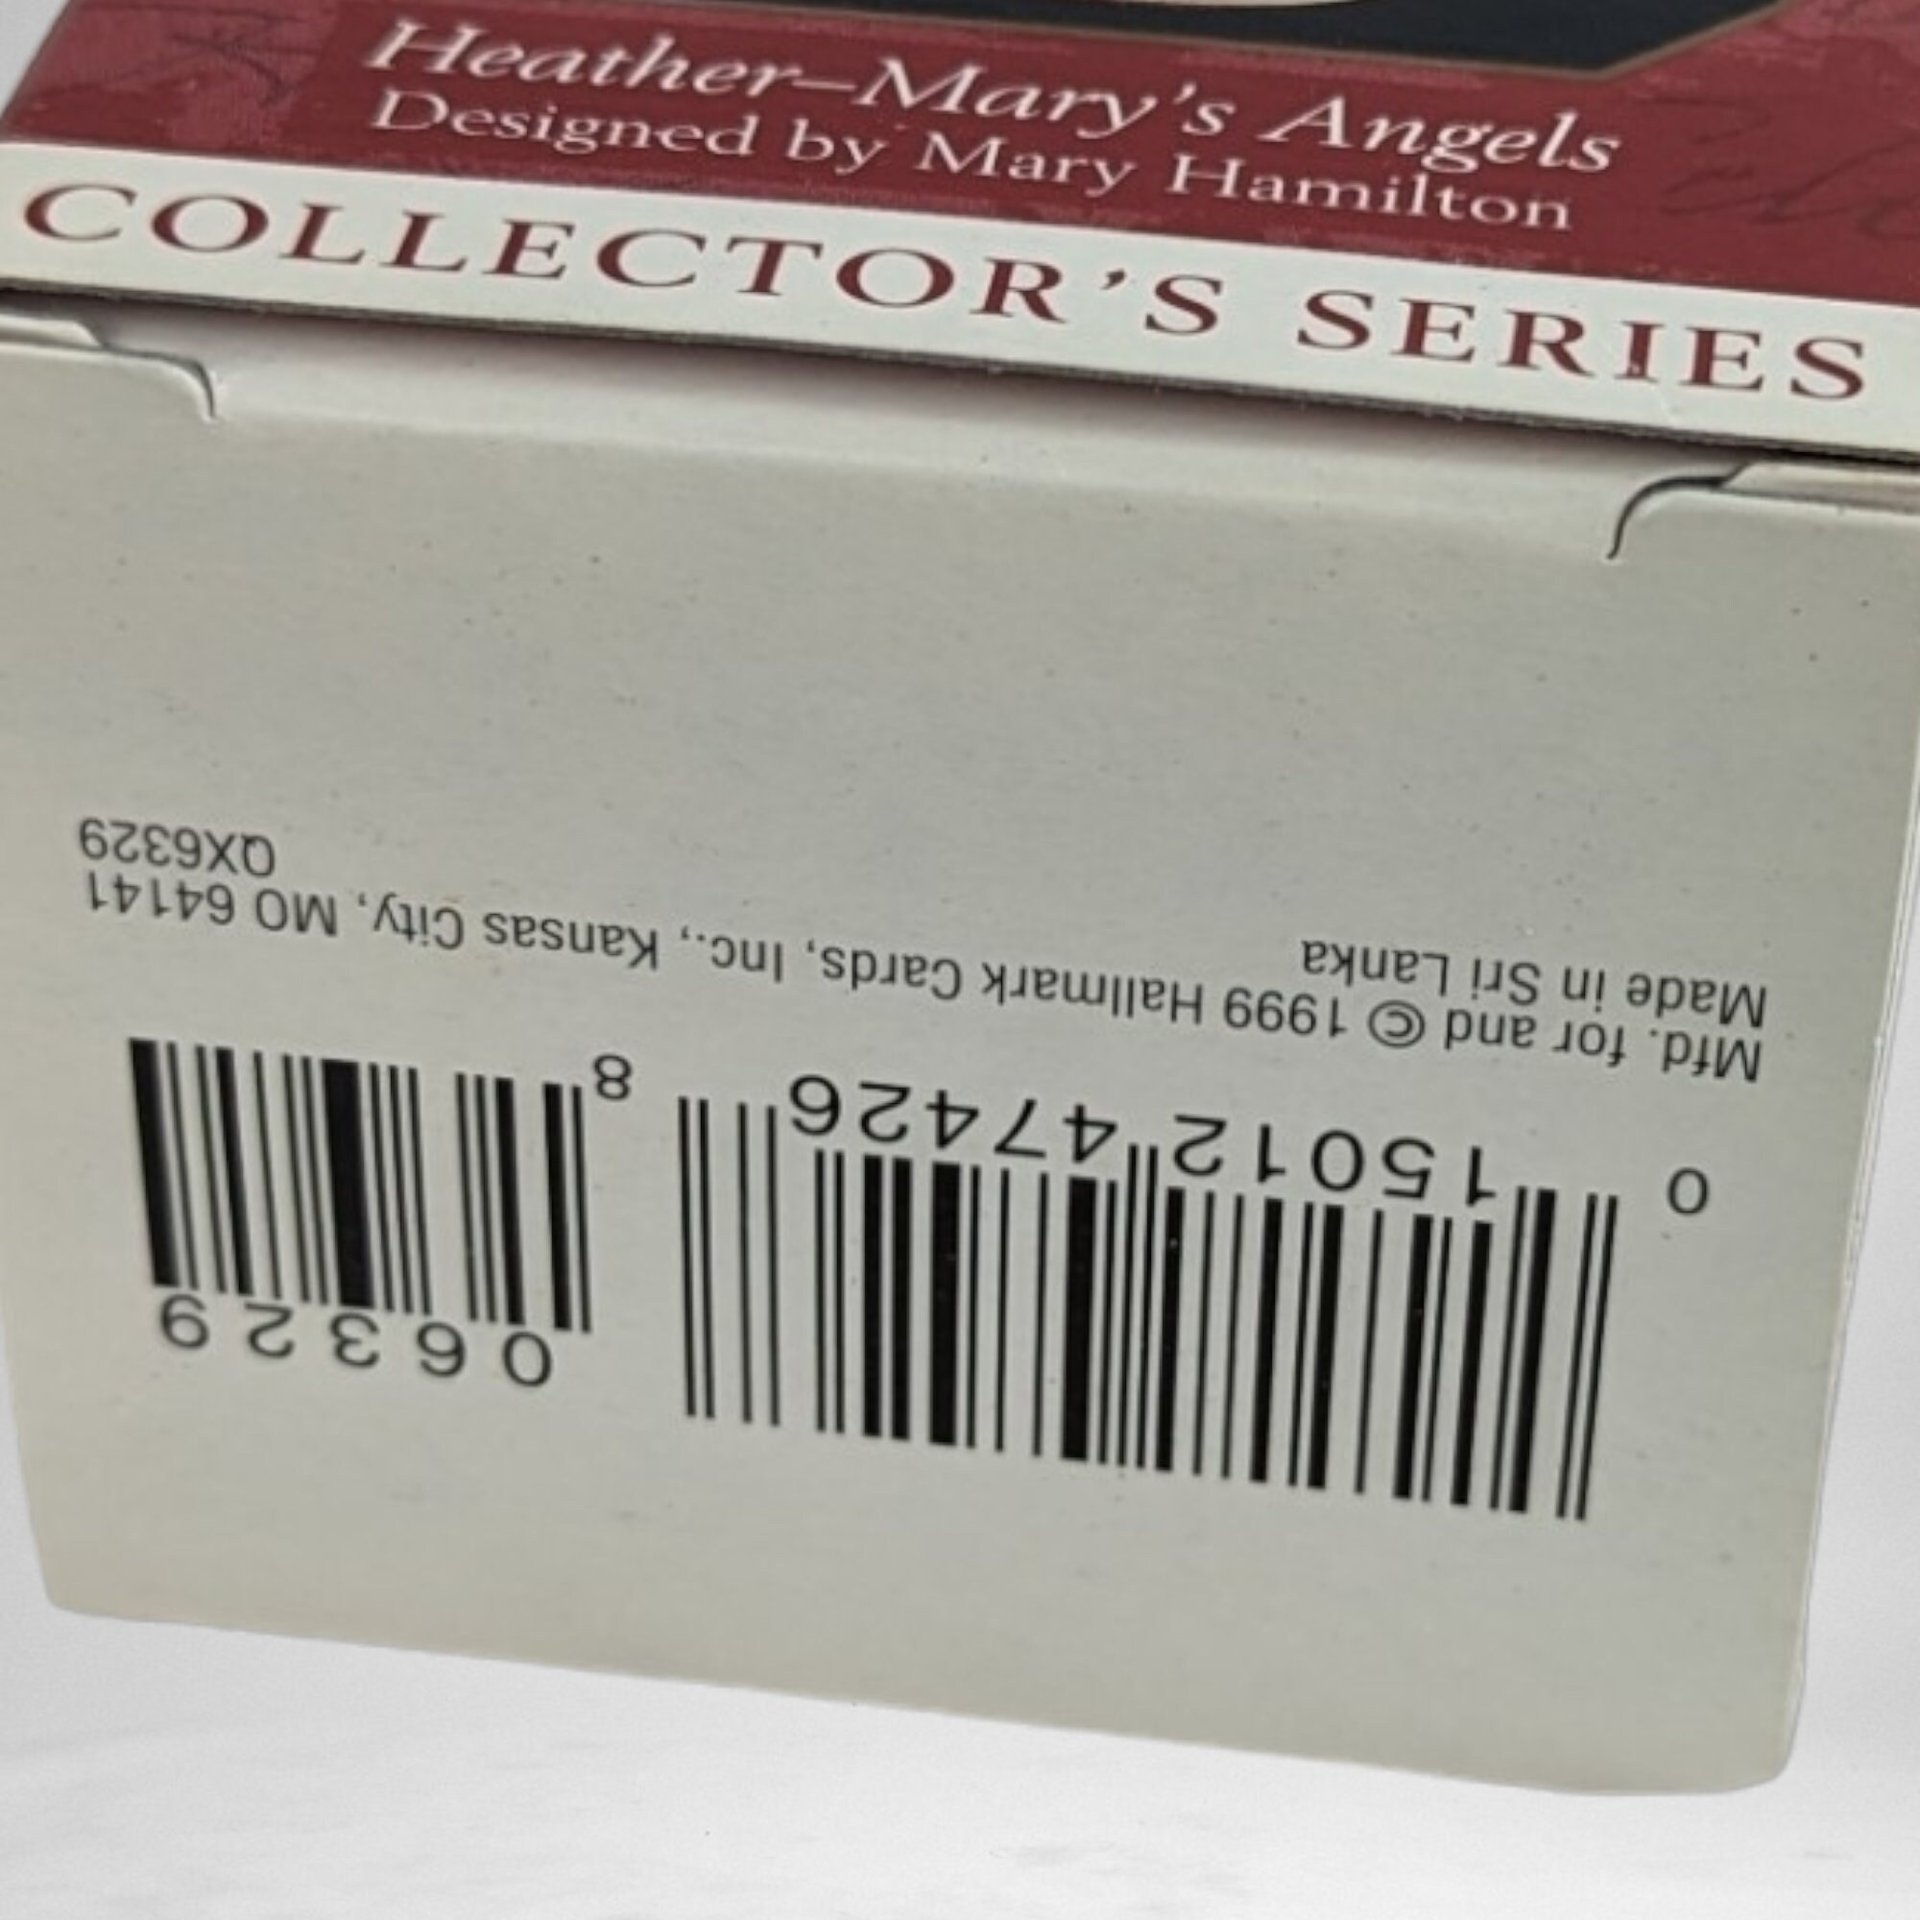 Heather–Mary's Angels
Designed by Mary Hamilton
COLLECTOR'S SERIES
0 15012 47426 8
06329
Mfd. for and © 1999 Hallmark Cards, Inc., Kansas City, MO 64141
Made in Sri Lanka
QX6329